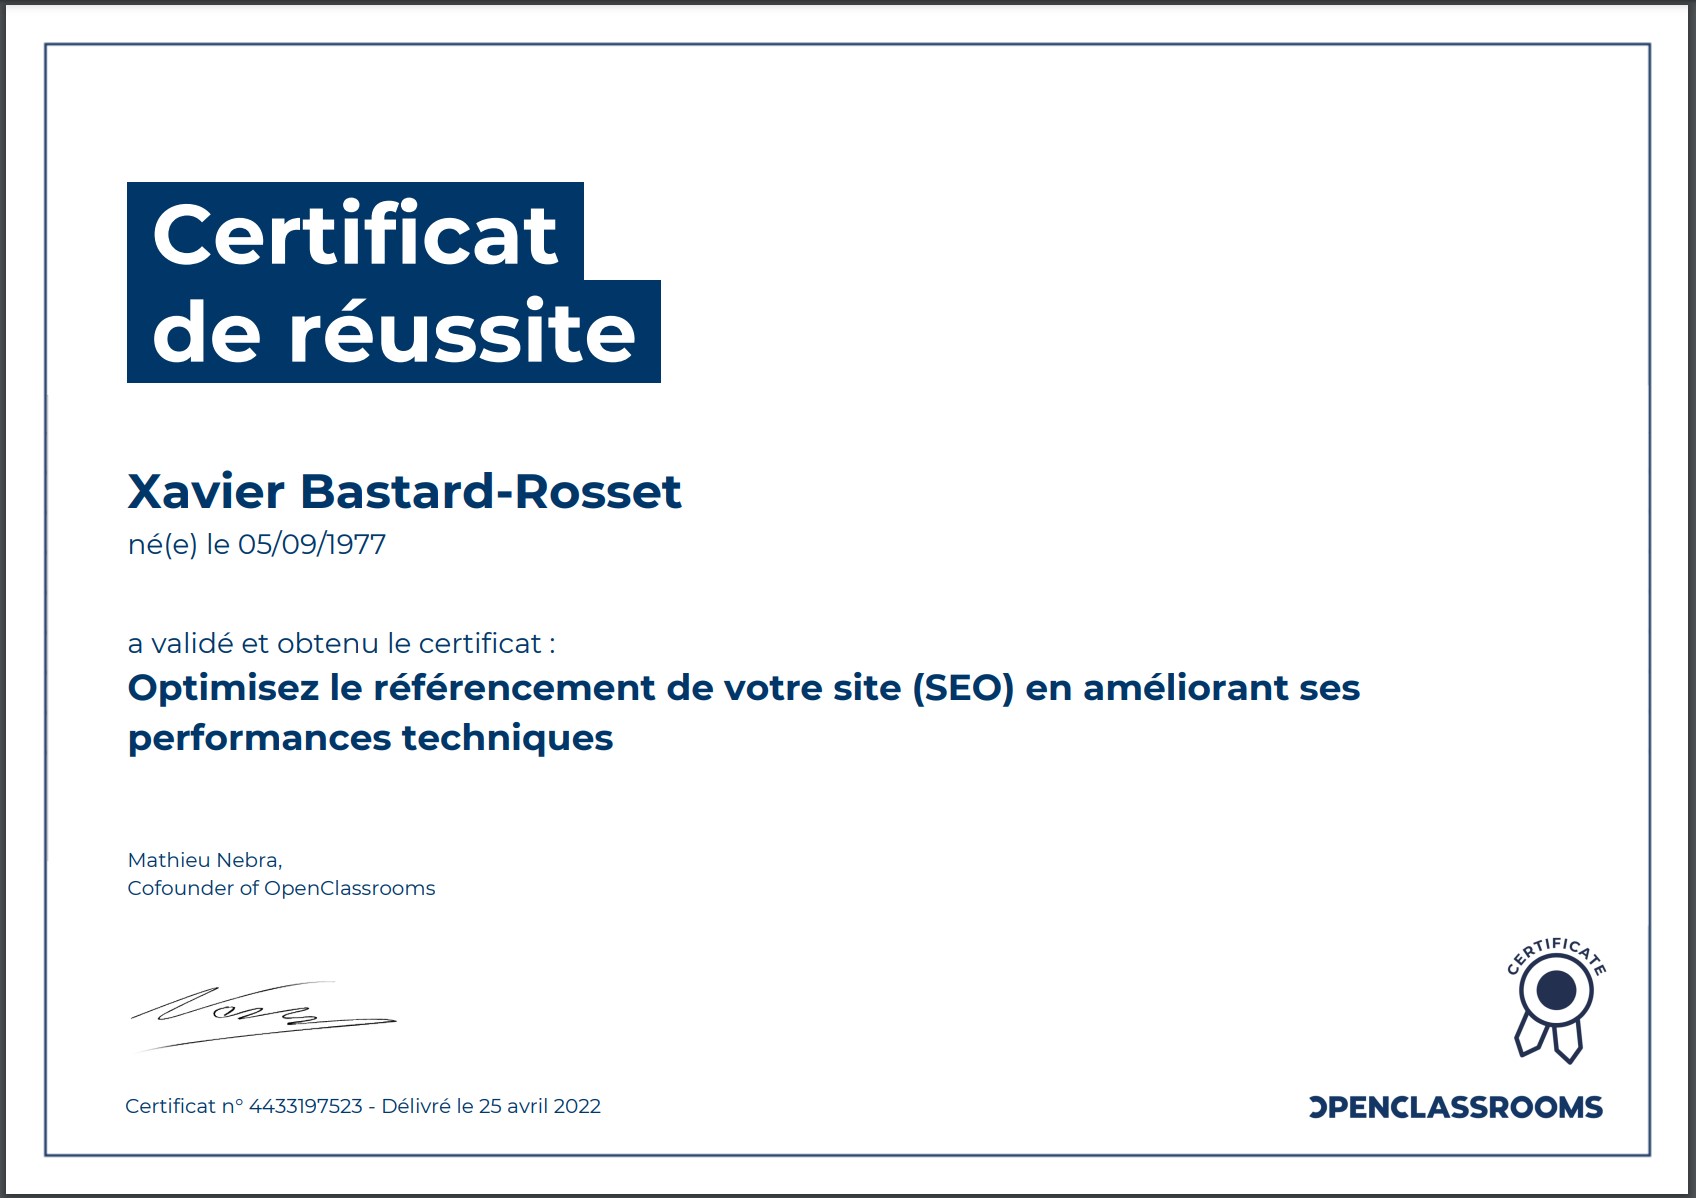 Certificat
de réussite
Xavier Bastard-Rosset
né(e) le 05/09/1977
a validé et obtenu le certificat :
Optimisez le référencement de votre site (SEO) en améliorant ses
performances techniques
Mathieu Nebra,
Cofounder of OpenClassrooms
CERTIFICATE
Certificat n° 4433197523 - Délivré le 25 avril 2022
OPENCLASSROOMS